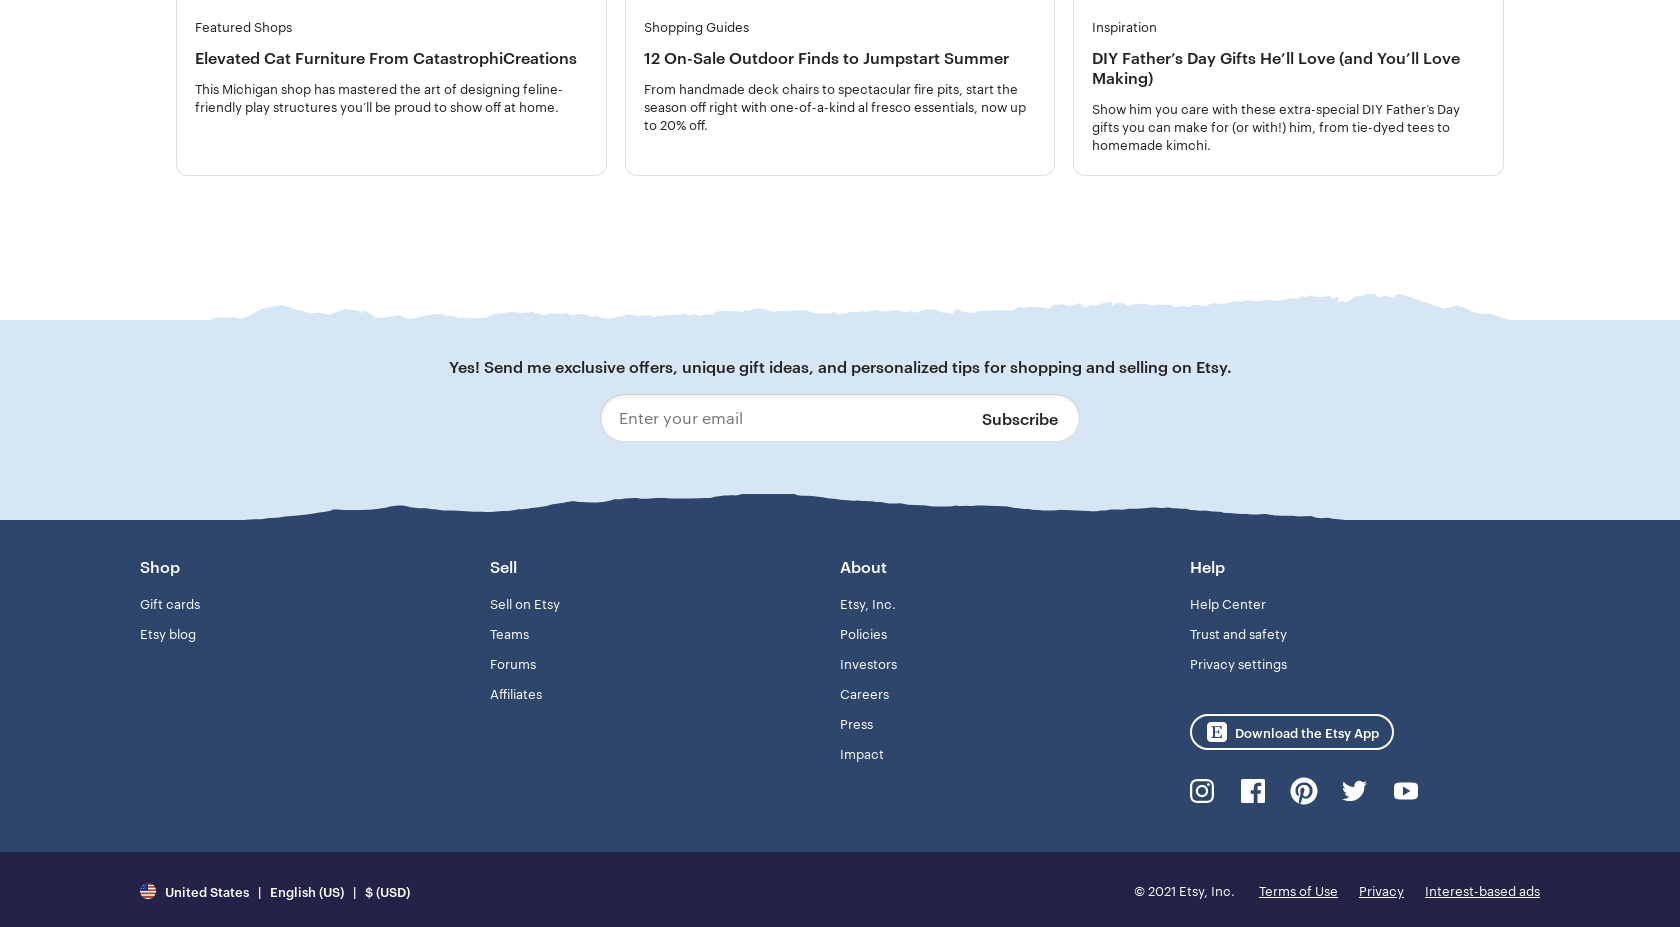 Featured Shops
Elevated Cat Furniture From CatastrophiCreations
This Michigan shop has mastered the art of designing feline-
friendly play structures you’ll be proud to show off at home.
Shopping Guides
12 On-Sale Outdoor Finds to Jumpstart Summer
From handmade deck chairs to spectacular fire pits, start the
season off right with one-of-a-kind al fresco essentials, now up
to 20% off.
Inspiration
DIY Father’s Day Gifts He’ll Love (and You’ll Love
Making)
Show him you care with these extra-special DIY Father’s Day
gifts you can make for (or with!) him, from tie-dyed tees to
homemade kimchi.
Yes! Send me exclusive offers, unique gift ideas, and personalized tips for shopping and selling on Etsy.
Enter your email
Subscribe
Shop
Gift cards
Etsy blog
Sell
Sell on Etsy
Teams
Forums
Affiliates
About
Etsy, Inc.
Policies
Investors
Careers
Press
Impact
Help
Help Center
Trust and safety
Privacy settings
E Download the Etsy App
United States | English (US) | $ (USD)
© 2021 Etsy, Inc. Terms of Use Privacy Interest-based ads